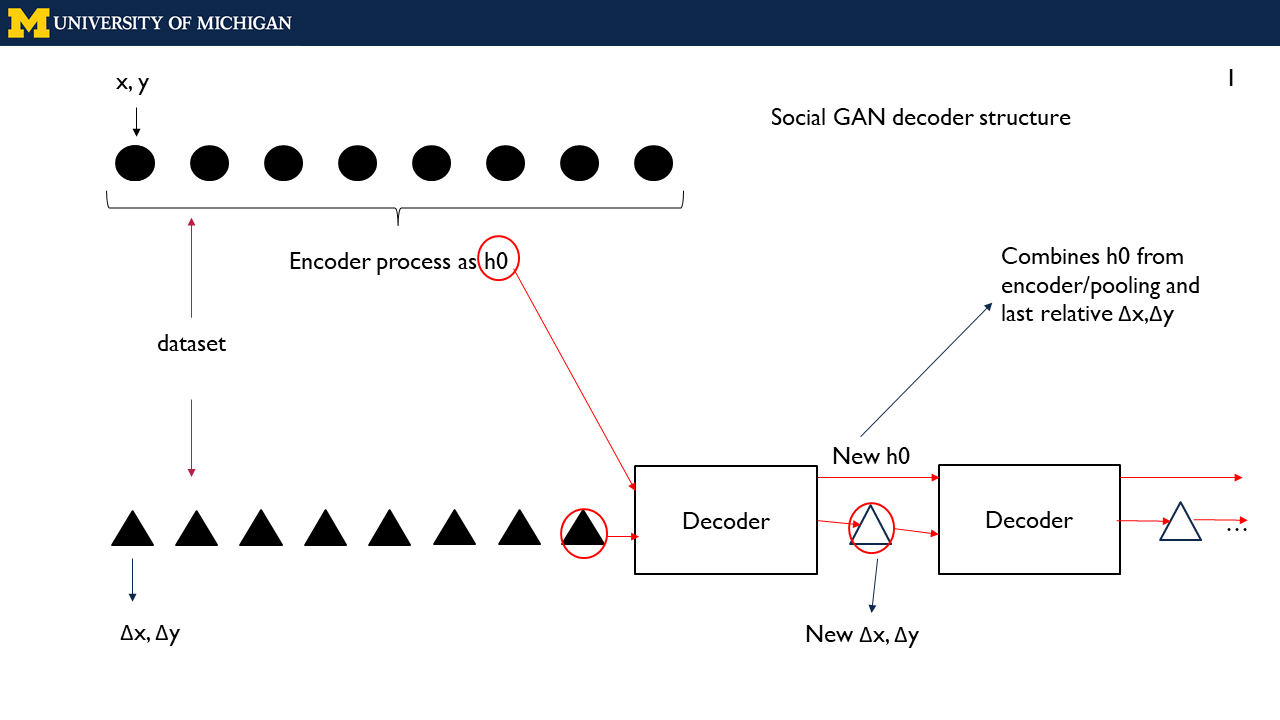 M UNIVERSITY OF MICHIGAN
1
x, y
Social GAN decoder structure
Encoder process as h0
Combines h0 from
encoder/pooling and
last relative Δx,Δy
dataset
New h0
Decoder
Decoder
...
Δx, Δy
New Δx, Δy